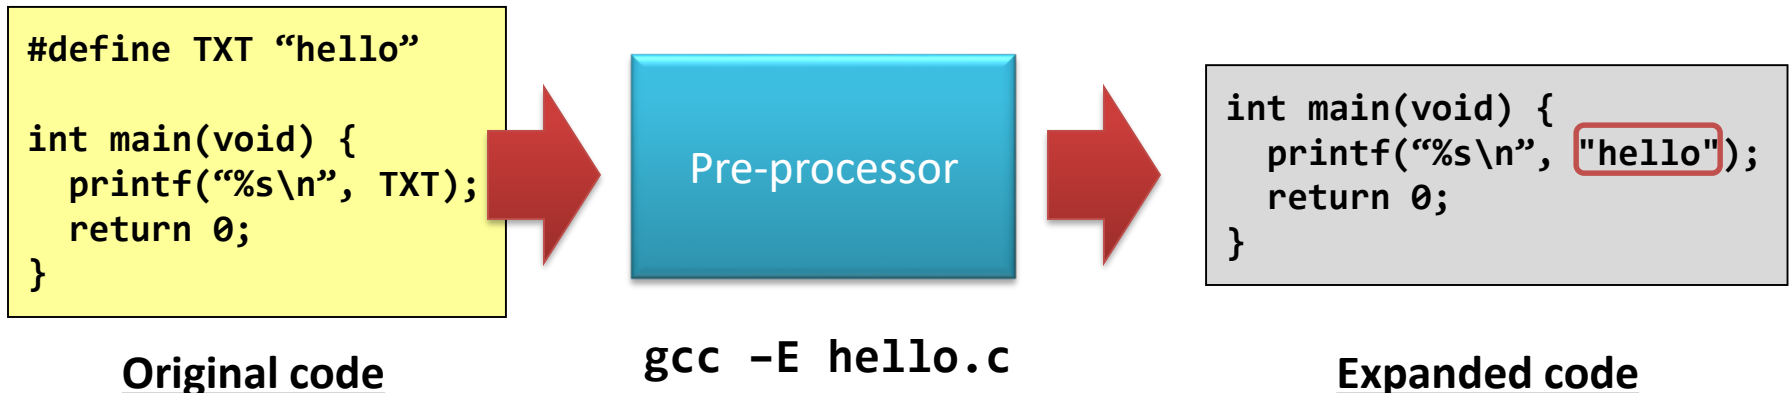 #define TXT “hello”
int main(void) {
  printf(“%s\n”, TXT);
  return 0;
}
Original code
Pre-processor
gcc –E hello.c
int main(void) {
  printf(“%s\n”, "hello");
  return 0;
}
Expanded code